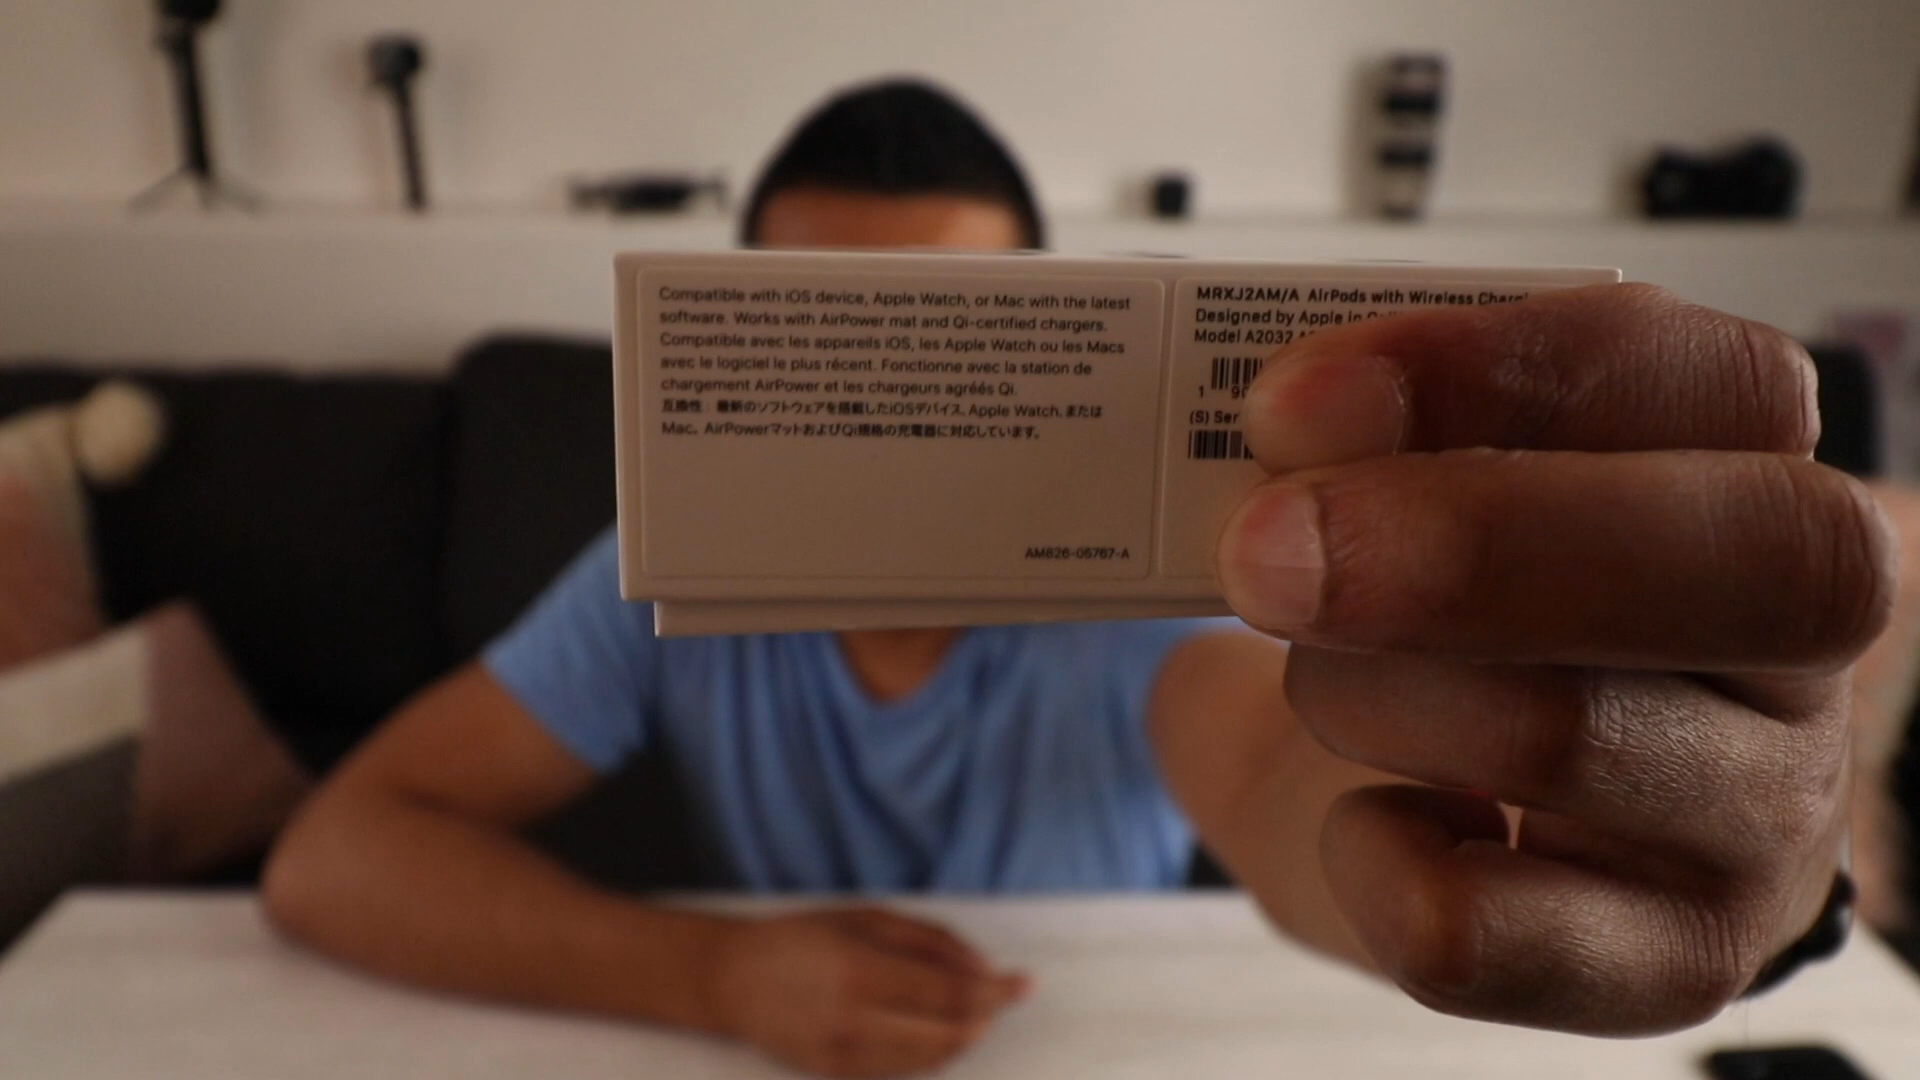 Compatible with iOS device, Apple Watch, or Mac with the latest
software. Works with AirPower mat and Qi-certified chargers.
Compatible avec les appareils iOS, les Apple Watch ou les Macs
avec le logiciel le plus récent. Fonctionne avec la station de
chargement AirPower et les chargeurs agréés Qi.
互換性：最新のソフトウェアを搭載したiOSデバイス、Apple Watch、または
Mac。AirPowerマットおよびQi規格の充電器に対応しています。
AM826-05767-A
MRXJ2AM/A AirPods with Wireless
Designed by Apple in
Model A2032
1
(S)